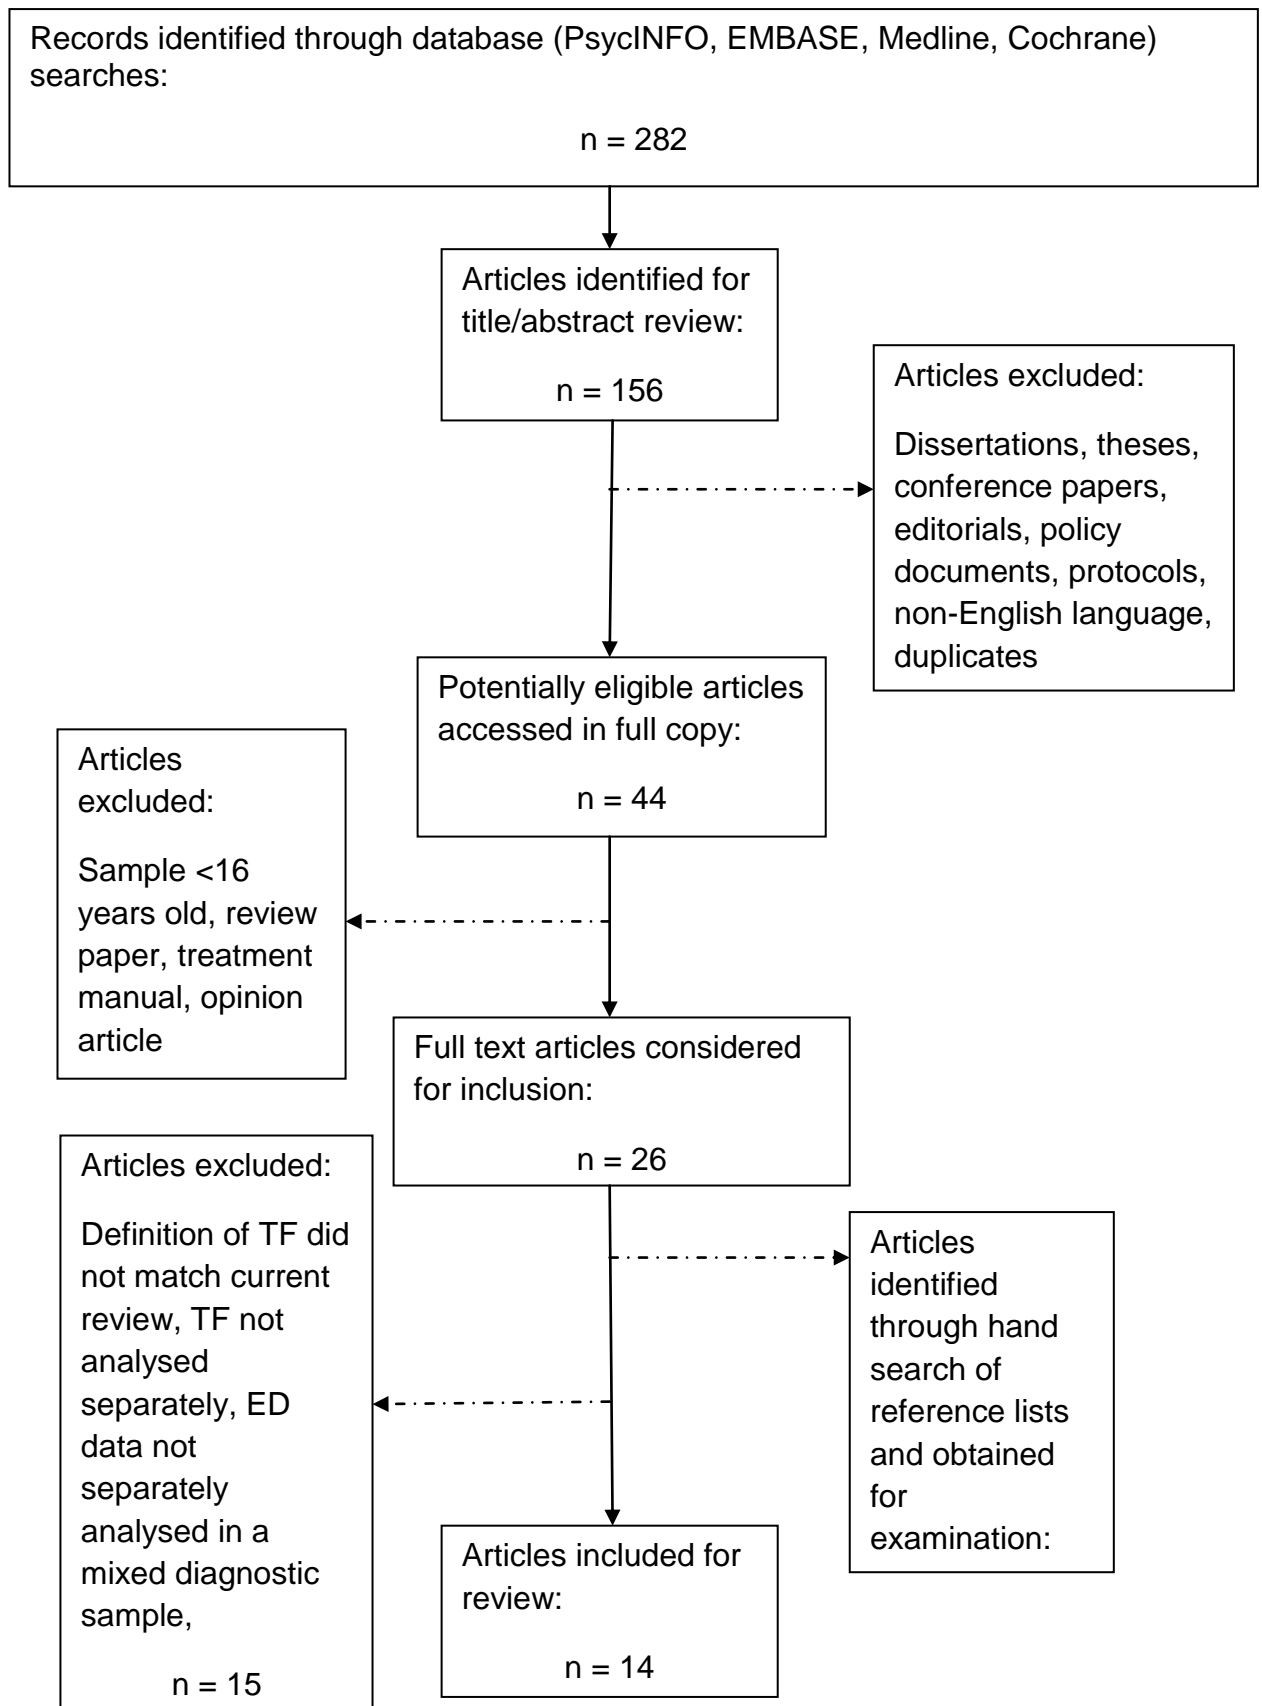 Records identified through database (PsycINFO, EMBASE, Medline, Cochrane)
searches:
n = 282
Articles identified for
title/abstract review:
n = 156
Articles excluded:
Dissertations, theses,
conference papers,
editorials, policy
documents, protocols,
non-English language,
duplicates
Potentially eligible articles
accessed in full copy:
n = 44
Articles
excluded:
Sample <16
years old, review
paper, treatment
manual, opinion
article
Full text articles considered
for inclusion:
n = 26
Articles excluded:
Definition of TF did
not match current
review, TF not
analysed
separately, ED
data not
separately
analysed in a
mixed diagnostic
sample,
n = 15
Articles
identified
through hand
search of
reference lists
and obtained
for
examination:
Articles included for
review:
n = 14